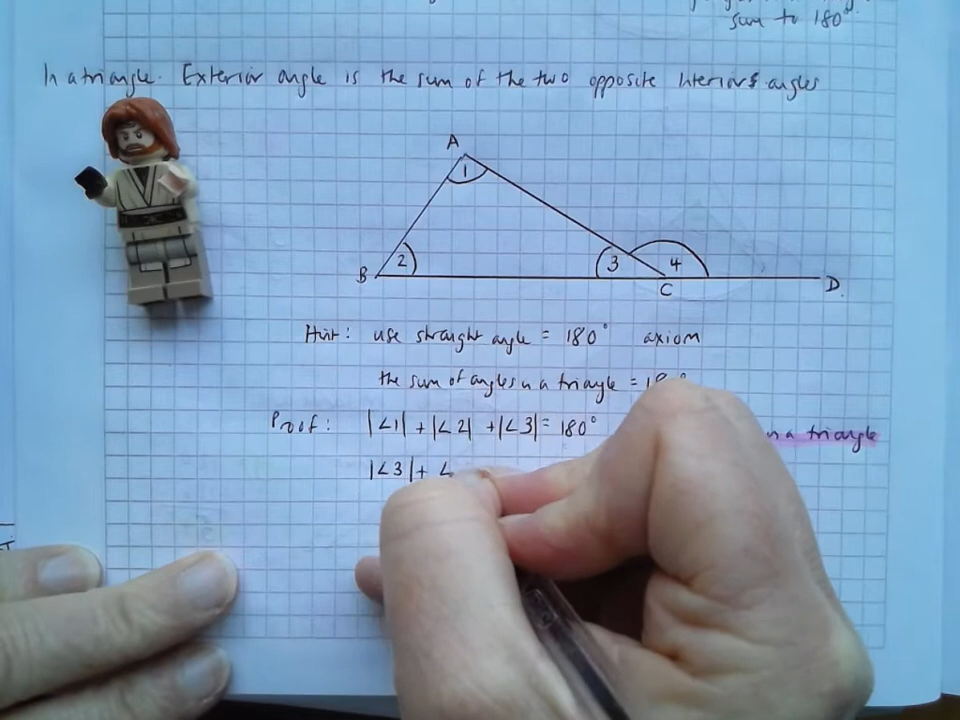 sum to 180°.
In a triangle. Exterior angle is the sum of the two opposite interior angles
A
1
B
2
3
4
C
D.
Hint: use straight angle = 180° axiom
the sum of angles in a triangle =
Proof: |∠1| + |∠2| + |∠3| = 180°
in a triangle
|∠3| + ∠